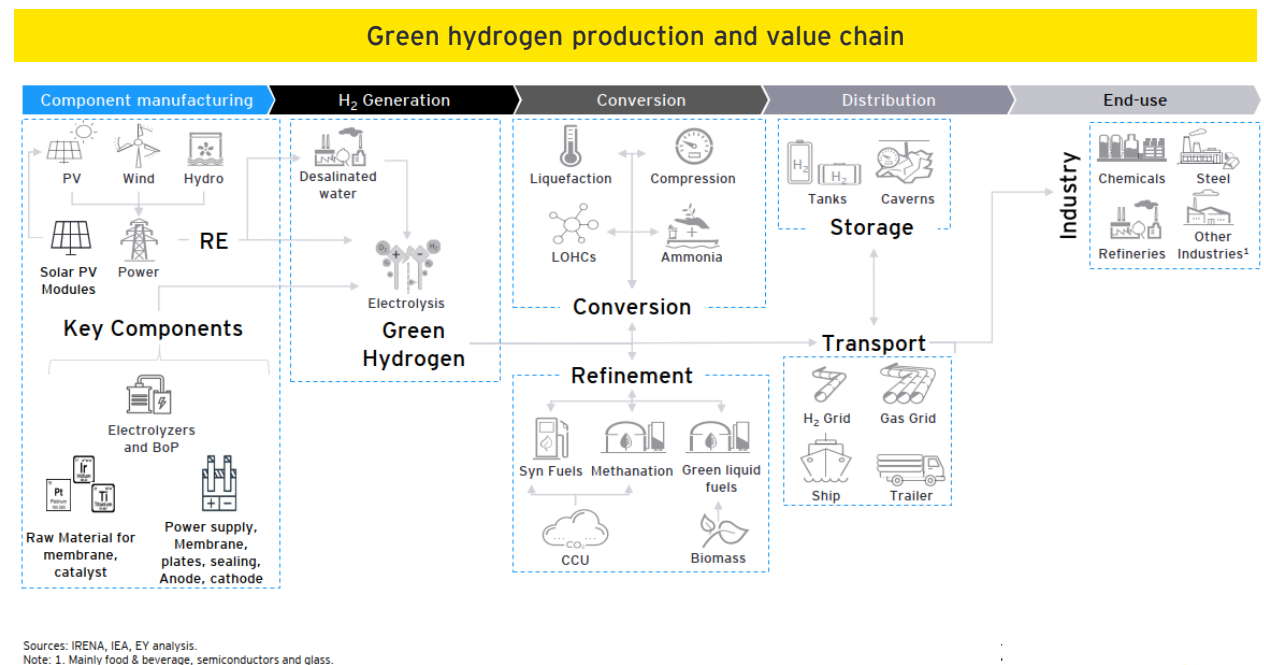 Green hydrogen production and value chain
Component manufacturing
H₂ Generation
Conversion
Distribution
End-use
PV
Wind
Hydro
Solar PV
Modules
Power
RE
Key Components
Electrolyzers
and BoP
Ir
Pt
Ti
Raw Material for
membrane,
catalyst
Power supply,
Membrane,
plates, sealing,
Anode, cathode
Desalinated
water
O₂
H₂
Electrolysis
Green
Hydrogen
Liquefaction
Compression
LOHCs
Ammonia
Conversion
Refinement
Syn Fuels
Methanation
Green liquid
fuels
CO₂
CCU
Biomass
H₂
H₂
Tanks
Caverns
Storage
Transport
H₂ Grid
Gas Grid
Ship
Trailer
Industry
Chemicals
Steel
Refineries
Other
Industries¹
Sources: IRENA, IEA, EY analysis.
Note: 1. Mainly food & beverage, semiconductors and glass.